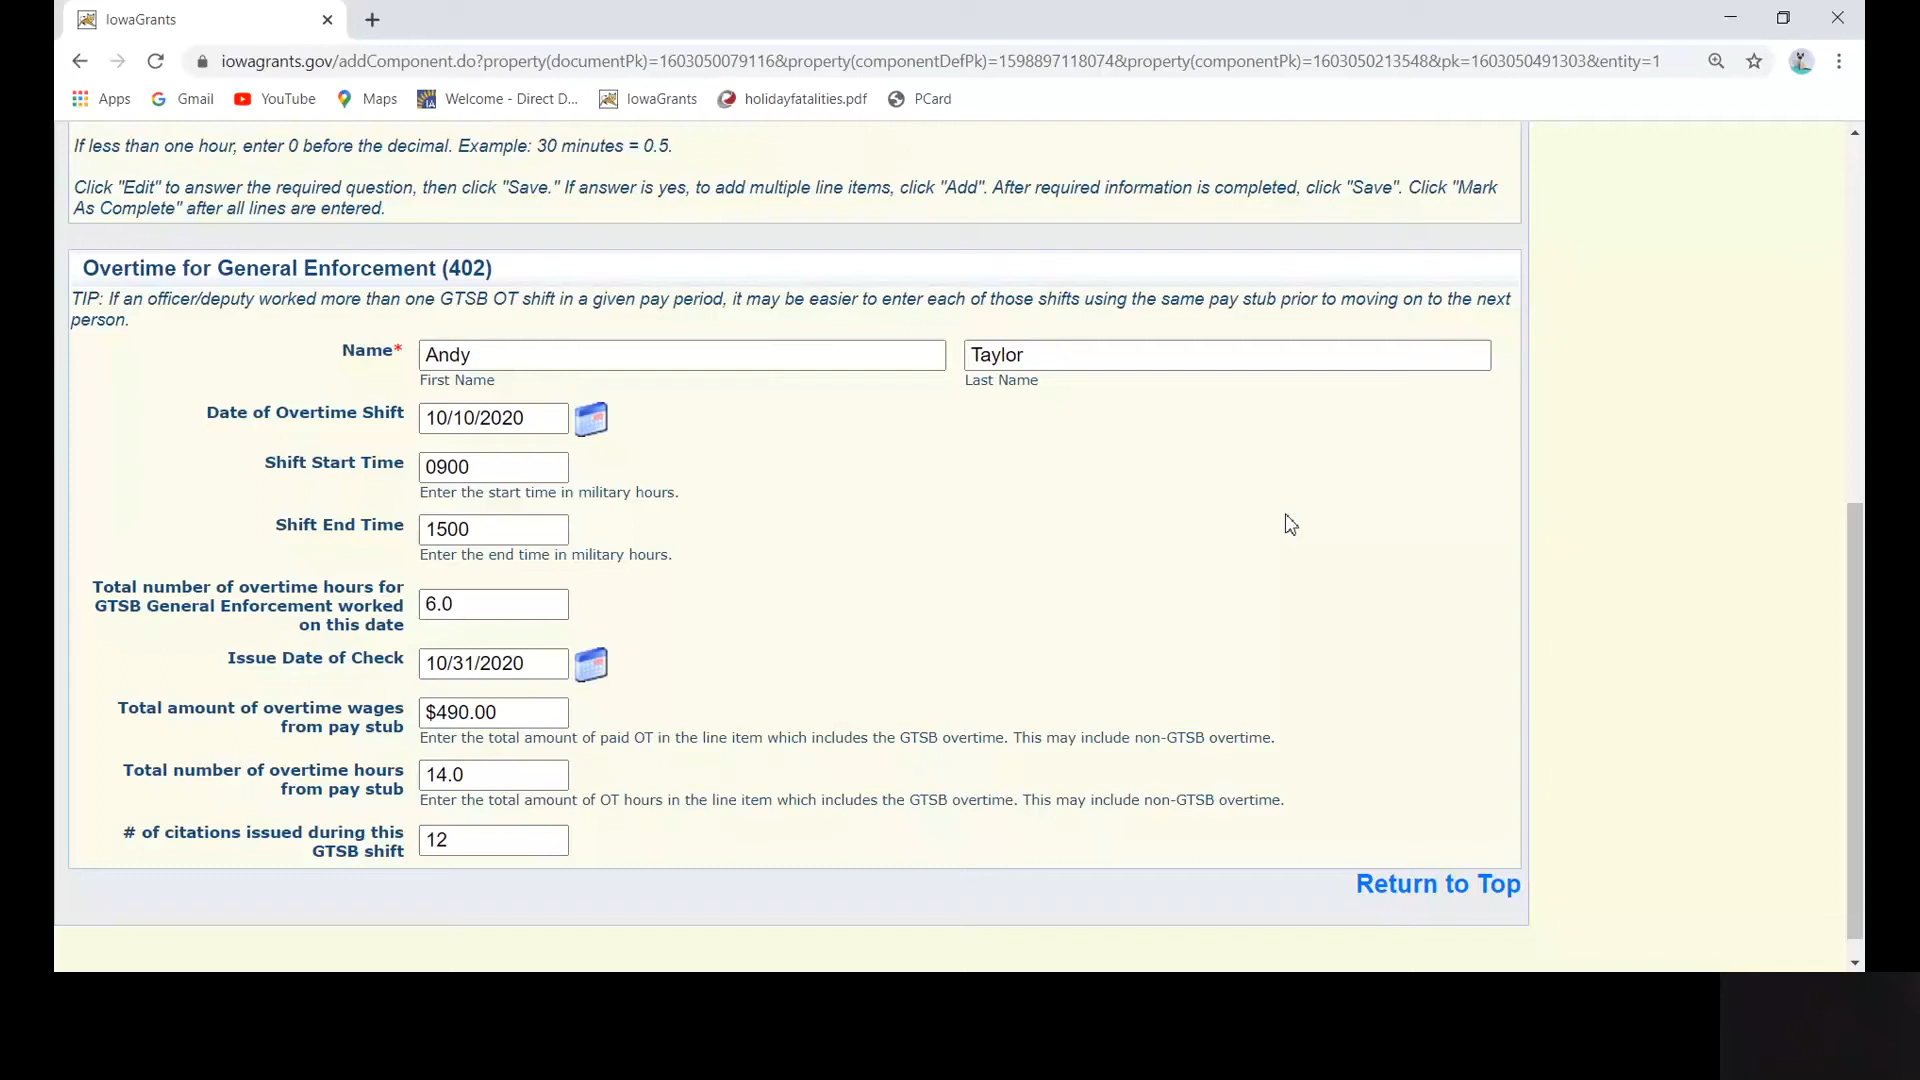 IowaGrants
iowagrants.gov/addComponent.do?property(documentPk)=1603050079116&property(componentDefPk)=1598897118074&property(componentPk)=1603050213548&pk=1603050491303&entity=1
Apps Gmail YouTube Maps Welcome - Direct D... IowaGrants holidayfatalities.pdf PCard
If less than one hour, enter 0 before the decimal. Example: 30 minutes = 0.5.
Click "Edit" to answer the required question, then click "Save." If answer is yes, to add multiple line items, click "Add". After required information is completed, click "Save". Click "Mark
As Complete" after all lines are entered.
Overtime for General Enforcement (402)
TIP: If an officer/deputy worked more than one GTSB OT shift in a given pay period, it may be easier to enter each of those shifts using the same pay stub prior to moving on to the next
person.
Name* Andy Taylor
First Name Last Name
Date of Overtime Shift 10/10/2020
Shift Start Time 0900
Enter the start time in military hours.
Shift End Time 1500
Enter the end time in military hours.
Total number of overtime hours for
GTSB General Enforcement worked 6.0
on this date
Issue Date of Check 10/31/2020
Total amount of overtime wages $490.00
from pay stub
Enter the total amount of paid OT in the line item which includes the GTSB overtime. This may include non-GTSB overtime.
Total number of overtime hours 14.0
from pay stub
Enter the total amount of OT hours in the line item which includes the GTSB overtime. This may include non-GTSB overtime.
# of citations issued during this 12
GTSB shift
Return to Top